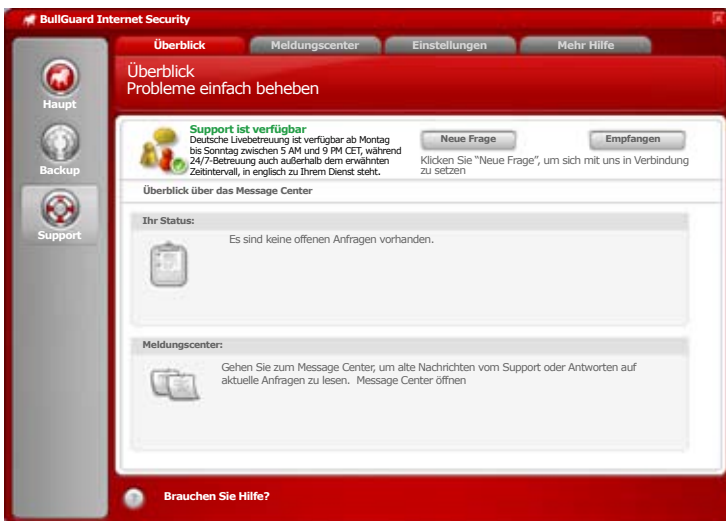 BullGuard Internet Security
Überblick
Meldungscenter
Einstellungen
Mehr Hilfe
Haupt
Backup
Support
Überblick
Probleme einfach beheben
Support ist verfügbar
Deutsche Livebetreuung ist verfügbar ab Montag
bis Sonntag zwischen 5 AM und 9 PM CET, während
24/7-Betreuung auch außerhalb dem erwähnten
Zeitintervall, in englisch zu Ihrem Dienst steht.
Neue Frage
Empfangen
Klicken Sie "Neue Frage", um sich mit uns in Verbindung
zu setzen
Überblick über das Message Center
Ihr Status:
Es sind keine offenen Anfragen vorhanden.
Meldungscenter:
Gehen Sie zum Message Center, um alte Nachrichten vom Support oder Antworten auf
aktuelle Anfragen zu lesen. Message Center öffnen
Brauchen Sie Hilfe?